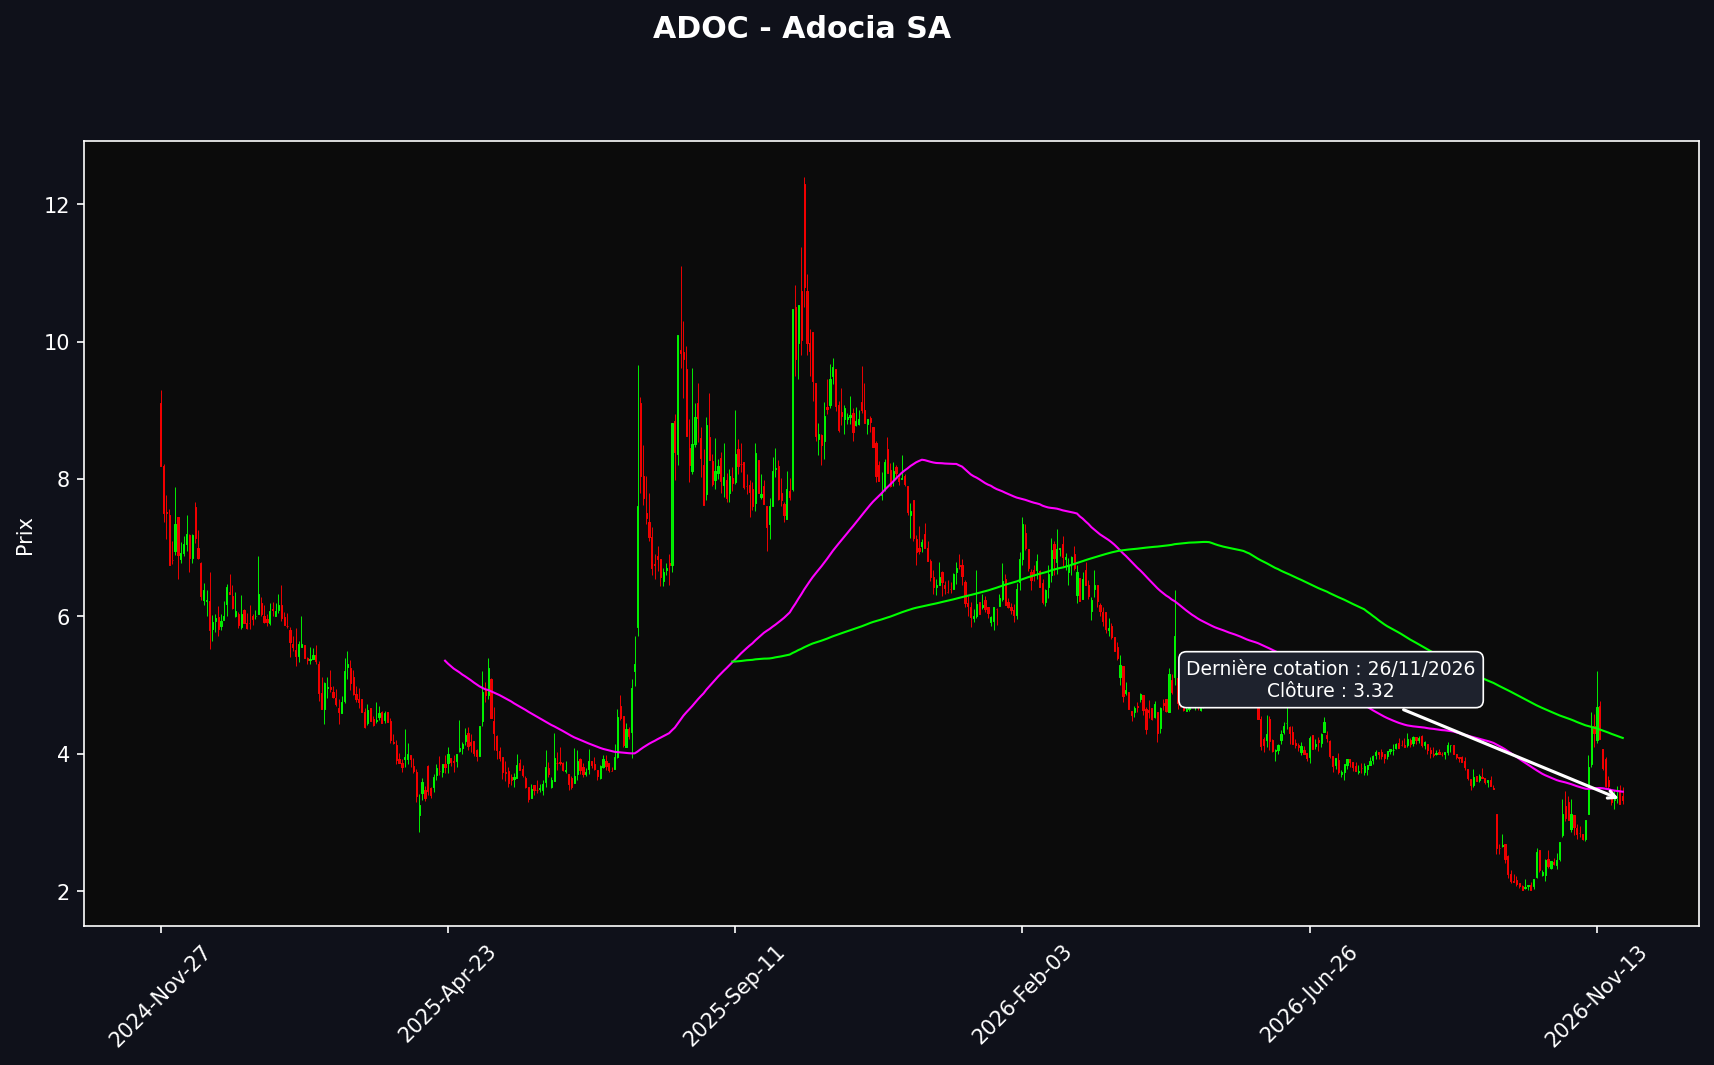 ADOC - Adocia SA
Prix
12
10
8
6
4
2
Dernière cotation : 26/11/2026
Clôture : 3.32
2024-Nov-27
2025-Apr-23
2025-Sep-11
2026-Feb-03
2026-Jun-26
2026-Nov-13